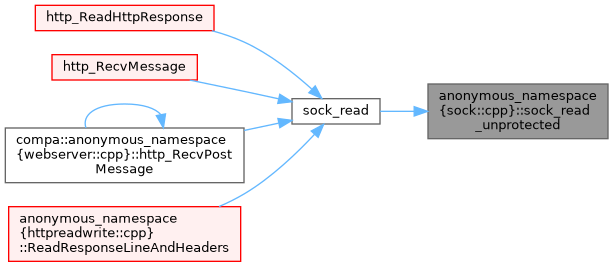 http_ReadHttpResponse
http_RecvMessage
compa::anonymous_namespace
{webserver::cpp}::http_RecvPost
Message
anonymous_namespace
{httpreadwrite::cpp}
::ReadResponseLineAndHeaders
sock_read
anonymous_namespace
{sock::cpp}::sock_read
_unprotected